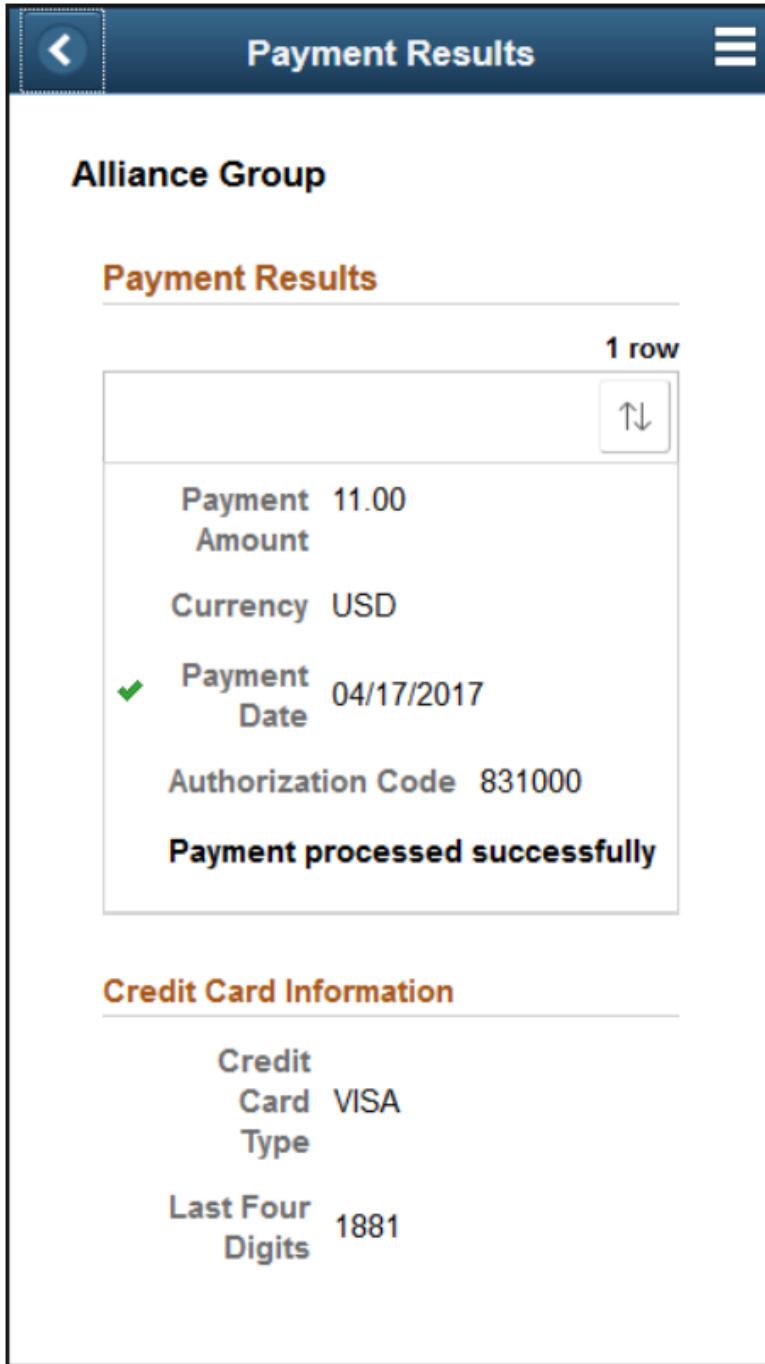 Payment Results
Alliance Group
Payment Results
1 row
Payment 11.00
Amount
Currency USD
Payment
Date 04/17/2017
Authorization Code 831000
Payment processed successfully
Credit Card Information
Credit
Card VISA
Type
Last Four
Digits 1881